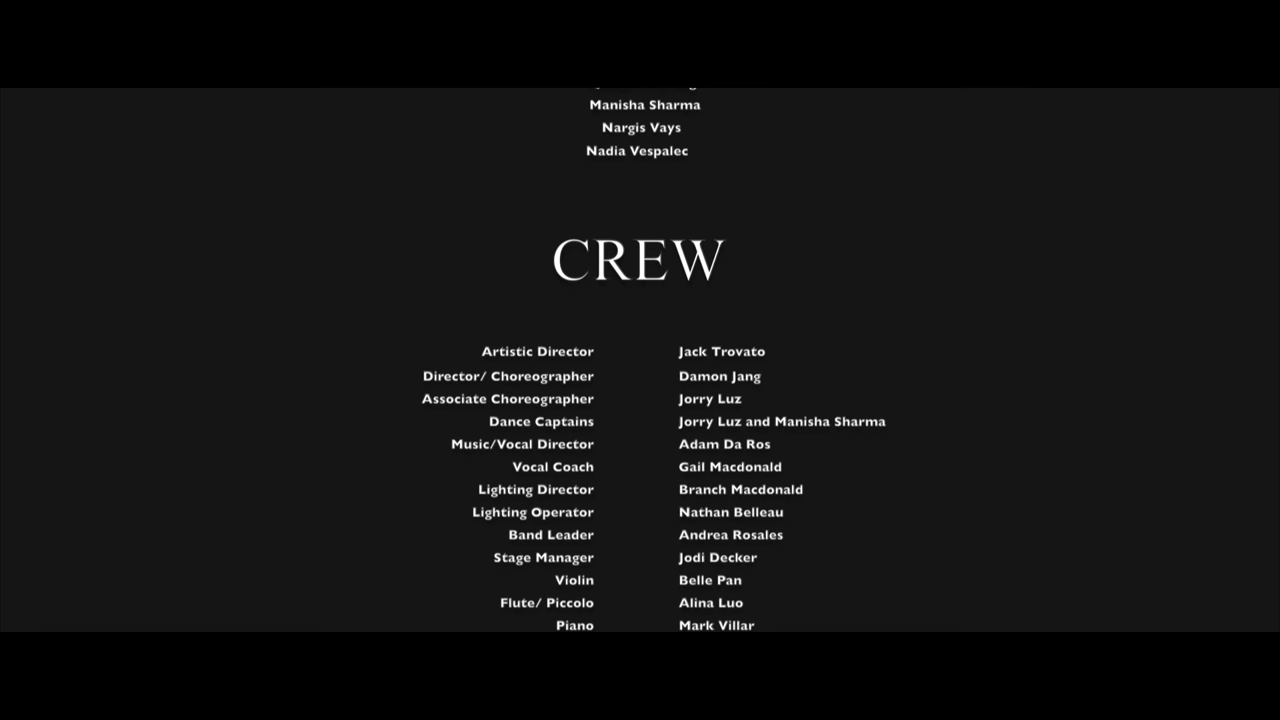 Manisha Sharma
Nargis Vays
Nadia Vespalec
CREW
Artistic Director Jack Trovato
Director/ Choreographer Damon Jang
Associate Choreographer Jorry Luz
Dance Captains Jorry Luz and Manisha Sharma
Music/Vocal Director Adam Da Ros
Vocal Coach Gail Macdonald
Lighting Director Branch Macdonald
Lighting Operator Nathan Belleau
Band Leader Andrea Rosales
Stage Manager Jodi Decker
Violin Belle Pan
Flute/ Piccolo Alina Luo
Piano Mark Villar